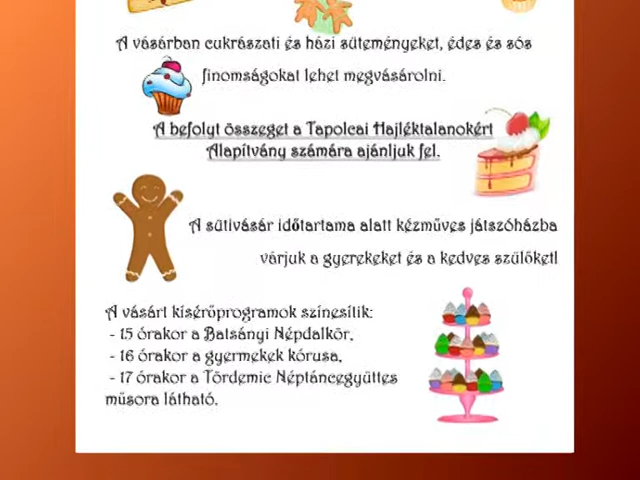 A vásárban cukrászati és házi süteményeket, édes és sós
finomságokat lehet megvásárolni.
A befolyt összeget a Tapolcai Hajléktalanokért
Alapítvány számára ajánljuk fel.
A sütivásár időtartama alatt kézműves játszóházba
várjuk a gyerekeket és a kedves szülőket!
A vásárt kísérőprogramok színesítik:
- 15 órakor a Batsányi Népdalkör,
- 16 órakor a gyermekek kórusa,
- 17 órakor a Tördemic Néptáncegyüttes
műsora látható.